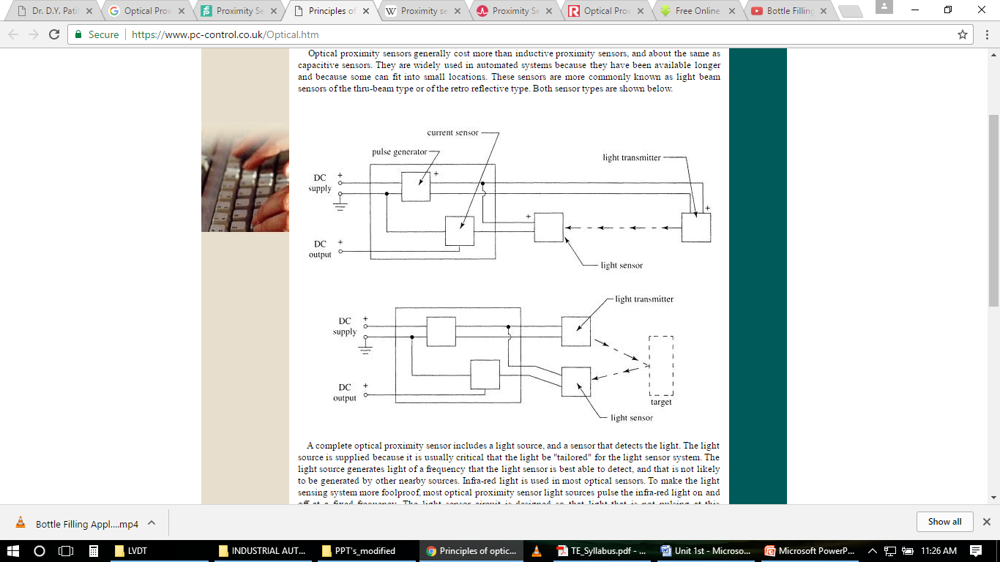 Dr. D.Y. Patil
Optical Prox
Proximity Se
Principles of
Proximity se
Proximity Se
Optical Prox
Free Online
Bottle Filling
Secure
https://www.pc-control.co.uk/Optical.htm
Optical proximity sensors generally cost more than inductive proximity sensors, and about the same as
capacitive sensors. They are widely used in automated systems because they have been available longer
and because some can fit into small locations. These sensors are more commonly known as light beam
sensors of the thru-beam type or of the retro reflective type. Both sensor types are shown below.
current sensor
pulse generator
light transmitter
DC
supply
+
+
+
+
DC
output
+
light sensor
light transmitter
DC
supply
+
DC
output
+
target
light sensor
A complete optical proximity sensor includes a light source, and a sensor that detects the light. The light
source is supplied because it is usually critical that the light be "tailored" for the light sensor system. The
light source generates light of a frequency that the light sensor is best able to detect, and that is not likely
to be generated by other nearby sources. Infra-red light is used in most optical sensors. To make the light
sensing system more foolproof, most optical proximity sensor light sources pulse the infra-red light on and
off at a fixed frequency. The light sensor circuit is designed so that light that is not pulsing at this
Bottle Filling Appl....mp4
Show all
LVDT
INDUSTRIAL AUT...
PPT's_modified
Principles of optic...
TE_Syllabus.pdf - ...
Unit 1st - Microso...
Microsoft PowerP...
11:26 AM